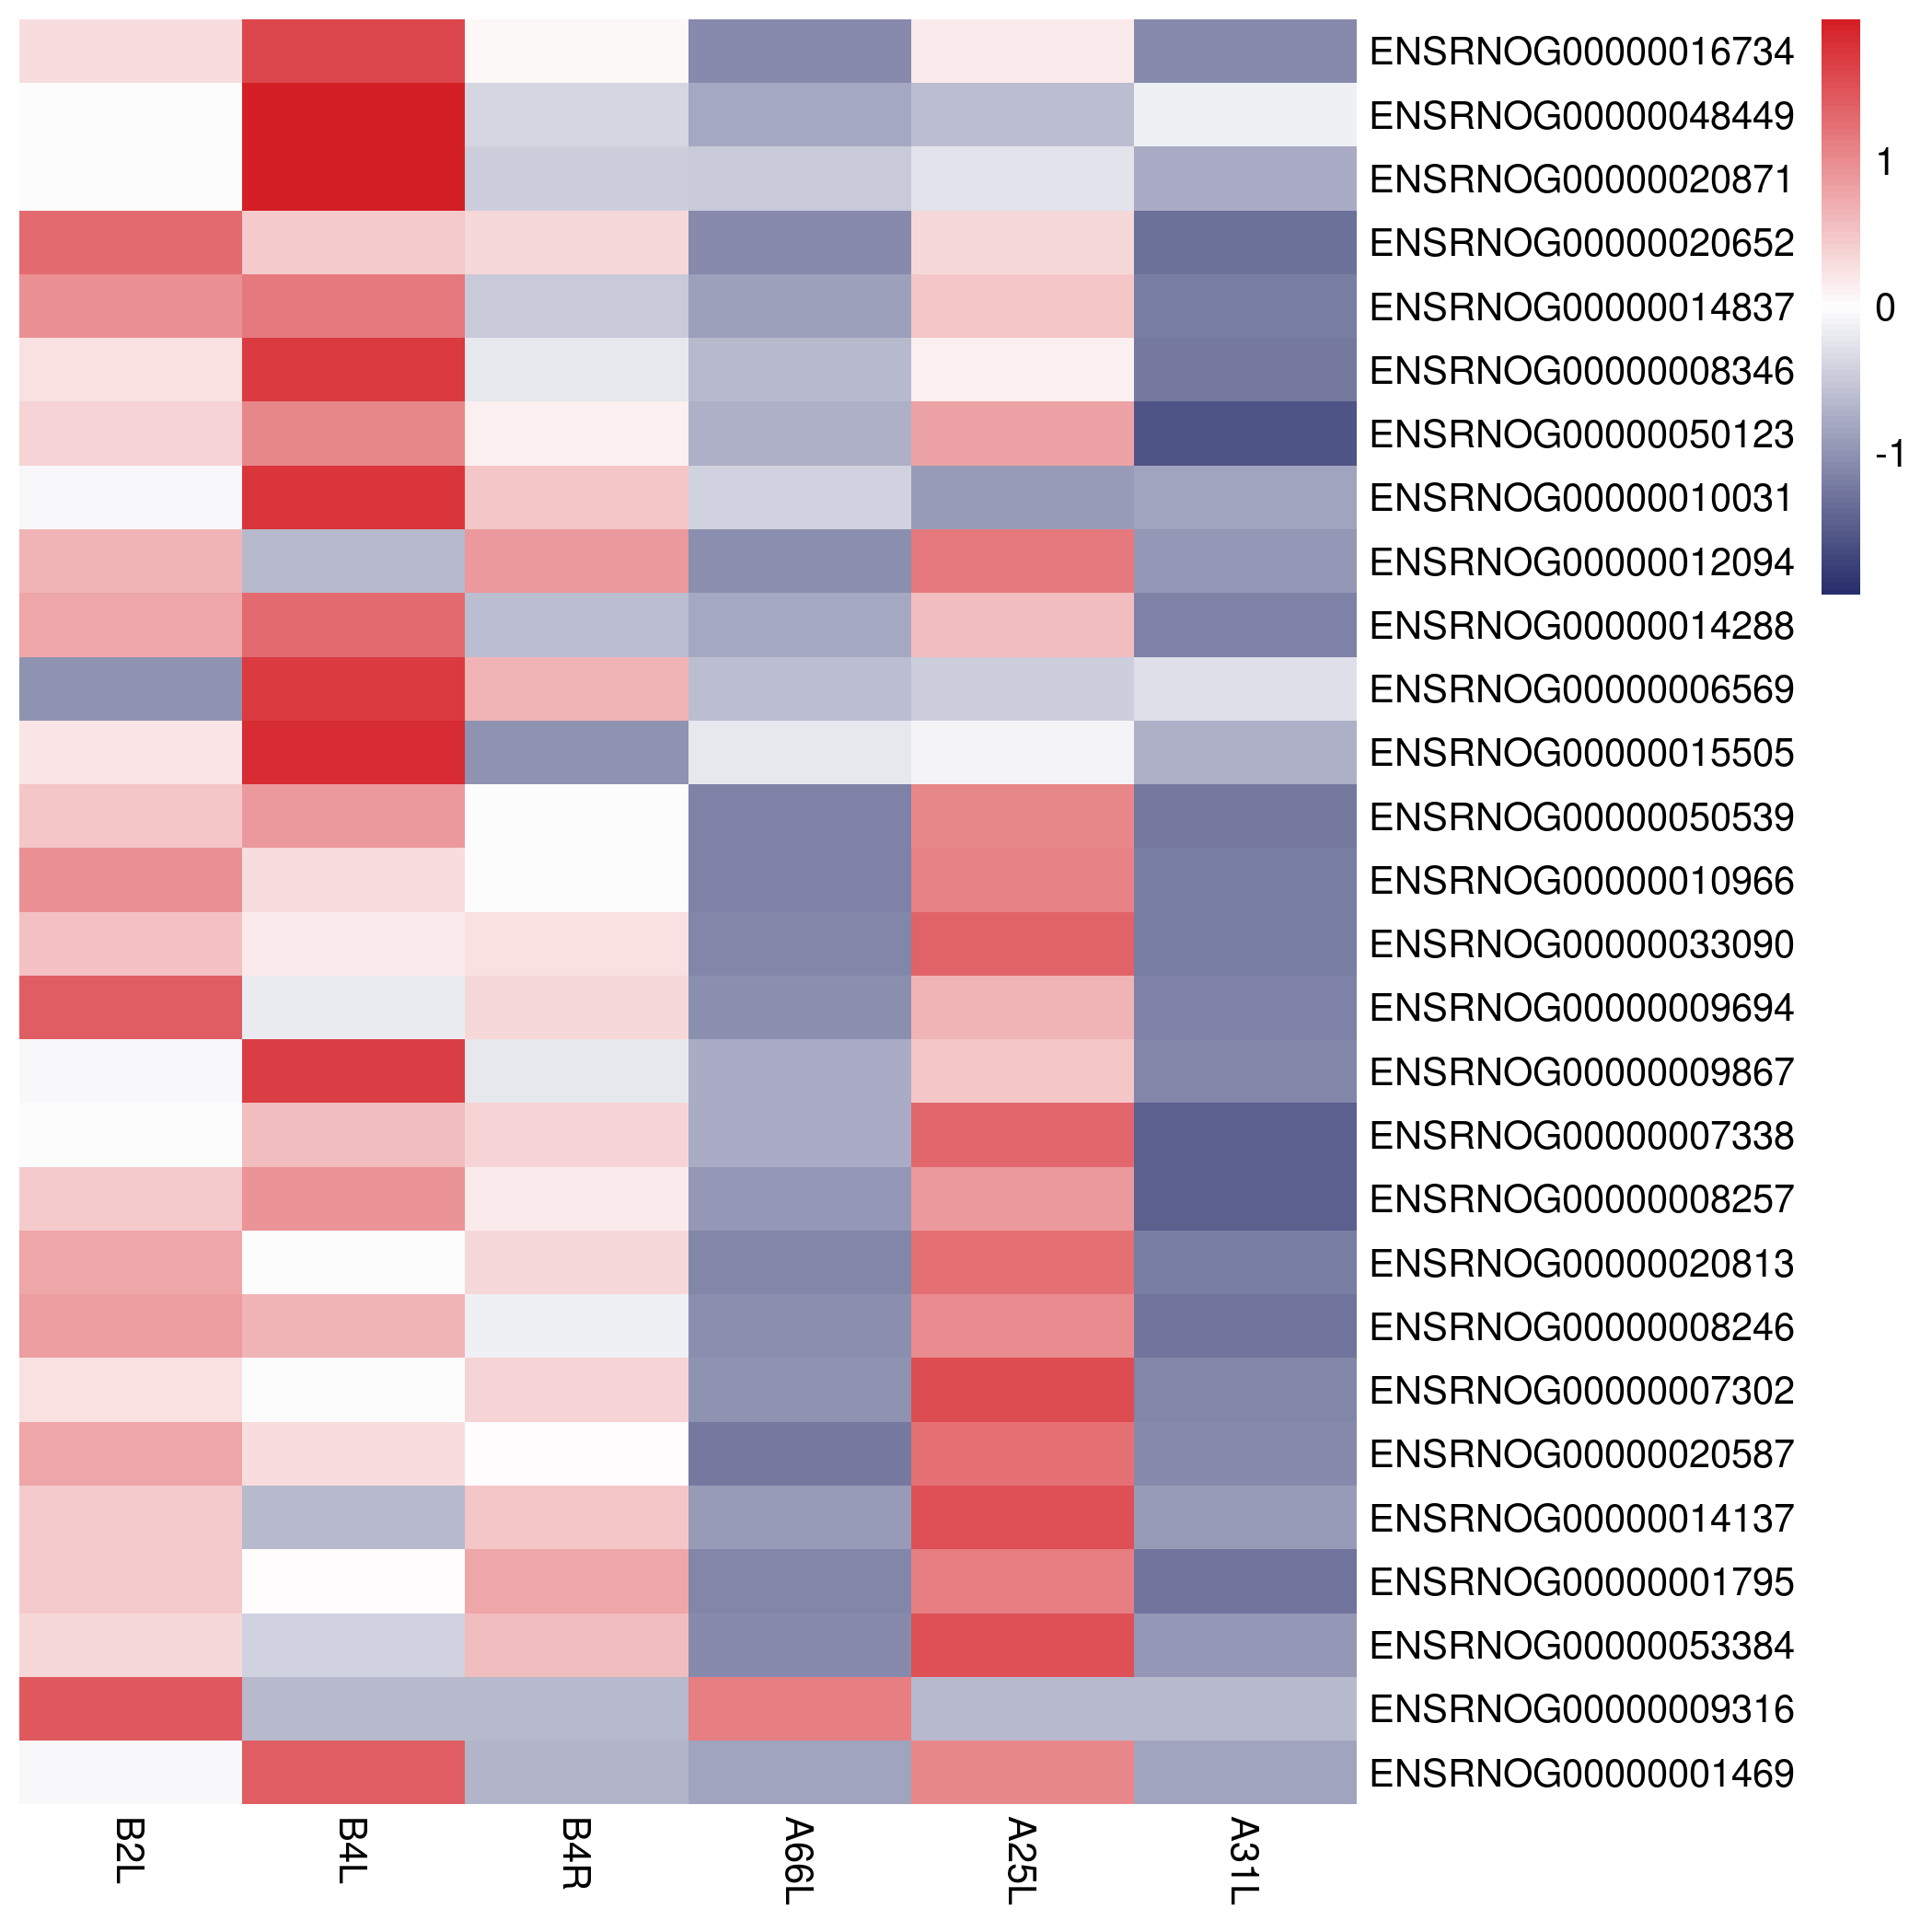 ENSRNOG00000016734
ENSRNOG00000048449
ENSRNOG00000020871
ENSRNOG00000020652
ENSRNOG00000014837
ENSRNOG00000008346
ENSRNOG00000050123
ENSRNOG00000010031
ENSRNOG00000012094
ENSRNOG00000014288
ENSRNOG00000006569
ENSRNOG00000015505
ENSRNOG00000050539
ENSRNOG00000010966
ENSRNOG00000033090
ENSRNOG00000009694
ENSRNOG00000009867
ENSRNOG00000007338
ENSRNOG00000008257
ENSRNOG00000020813
ENSRNOG00000008246
ENSRNOG00000007302
ENSRNOG00000020587
ENSRNOG00000014137
ENSRNOG00000001795
ENSRNOG00000053384
ENSRNOG00000009316
ENSRNOG00000001469
1
0
-1
B2L
B4L
B4R
A66L
A25L
A31L